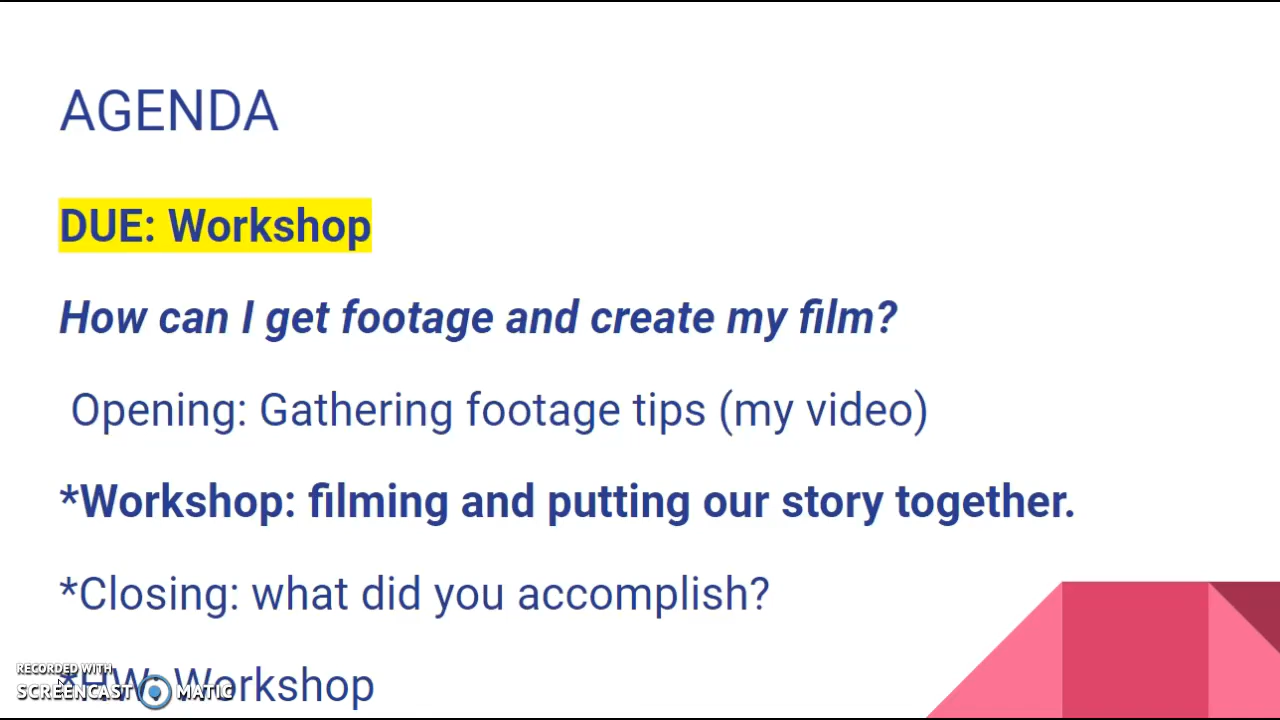 AGENDA
DUE: Workshop
How can I get footage and create my film?
Opening: Gathering footage tips (my video)
*Workshop: filming and putting our story together.
*Closing: what did you accomplish?
*HW: Workshop
RECORDED WITH
SCREENCAST MATIC